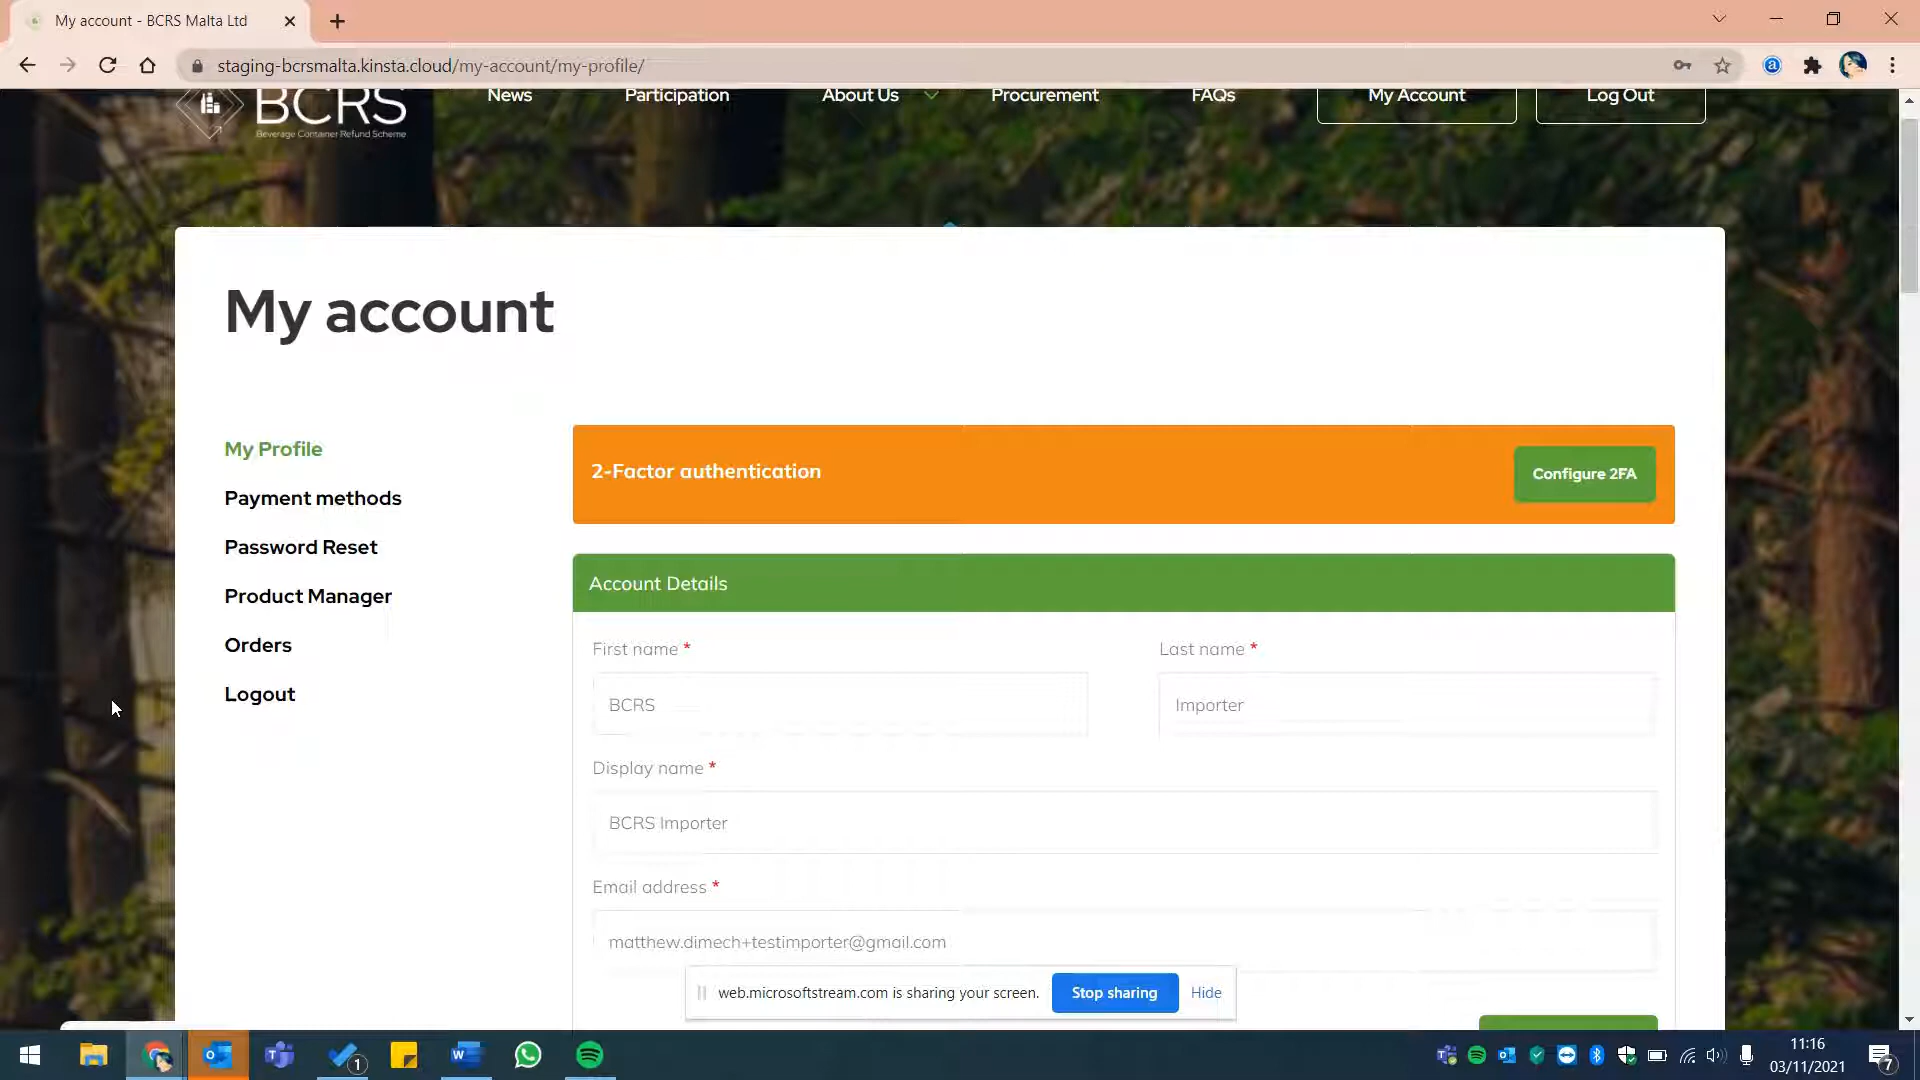 My account - BCRS Malta Ltd
staging-bcrsmalta.kinsta.cloud/my-account/my-profile/
BCRS
Beverage Container Refund Scheme
News
Participation
About Us
Procurement
FAQs
My Account
Log Out
My account
My Profile
Payment methods
Password Reset
Product Manager
Orders
Logout
2-Factor authentication
Configure 2FA
Account Details
First name *
Last name *
BCRS
Importer
Display name *
BCRS Importer
Email address *
matthew.dimech+testimporter@gmail.com
web.microsoftstream.com is sharing your screen.
Stop sharing
Hide
1
11:16
03/11/2021
7